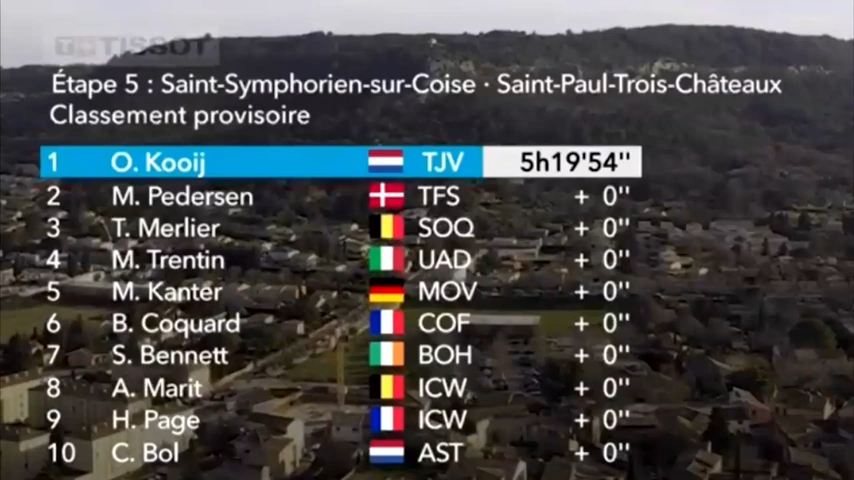 T+ TISSOT
Étape 5 : Saint-Symphorien-sur-Coise · Saint-Paul-Trois-Châteaux
Classement provisoire
1 O. Kooij TJV 5h19'54''
2 M. Pedersen TFS + 0''
3 T. Merlier SOQ + 0''
4 M. Trentin UAD + 0''
5 M. Kanter MOV + 0''
6 B. Coquard COF + 0''
7 S. Bennett BOH + 0''
8 A. Marit ICW + 0''
9 H. Page ICW + 0''
10 C. Bol AST + 0''